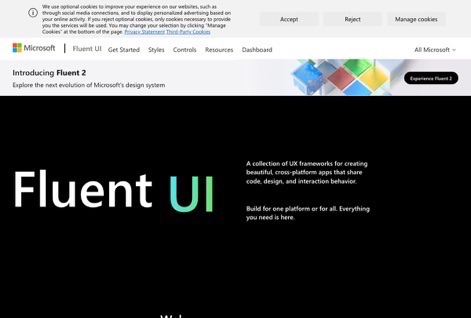 We use optional cookies to improve your experience on our websites, such as
through social media connections, and to display personalized advertising based on
your online activity. If you reject optional cookies, only cookies necessary to provide
you the services will be used. You may change your selection by clicking "Manage
Cookies" at the bottom of the page. Privacy Statement Third-Party Cookies
Accept
Reject
Manage cookies
Microsoft
Fluent UI
Get Started
Styles
Controls
Resources
Dashboard
All Microsoft
Introducing Fluent 2
Explore the next evolution of Microsoft's design system
Experience Fluent 2
Fluent UI
A collection of UX frameworks for creating
beautiful, cross-platform apps that share
code, design, and interaction behavior.
Build for one platform or for all. Everything
you need is here.